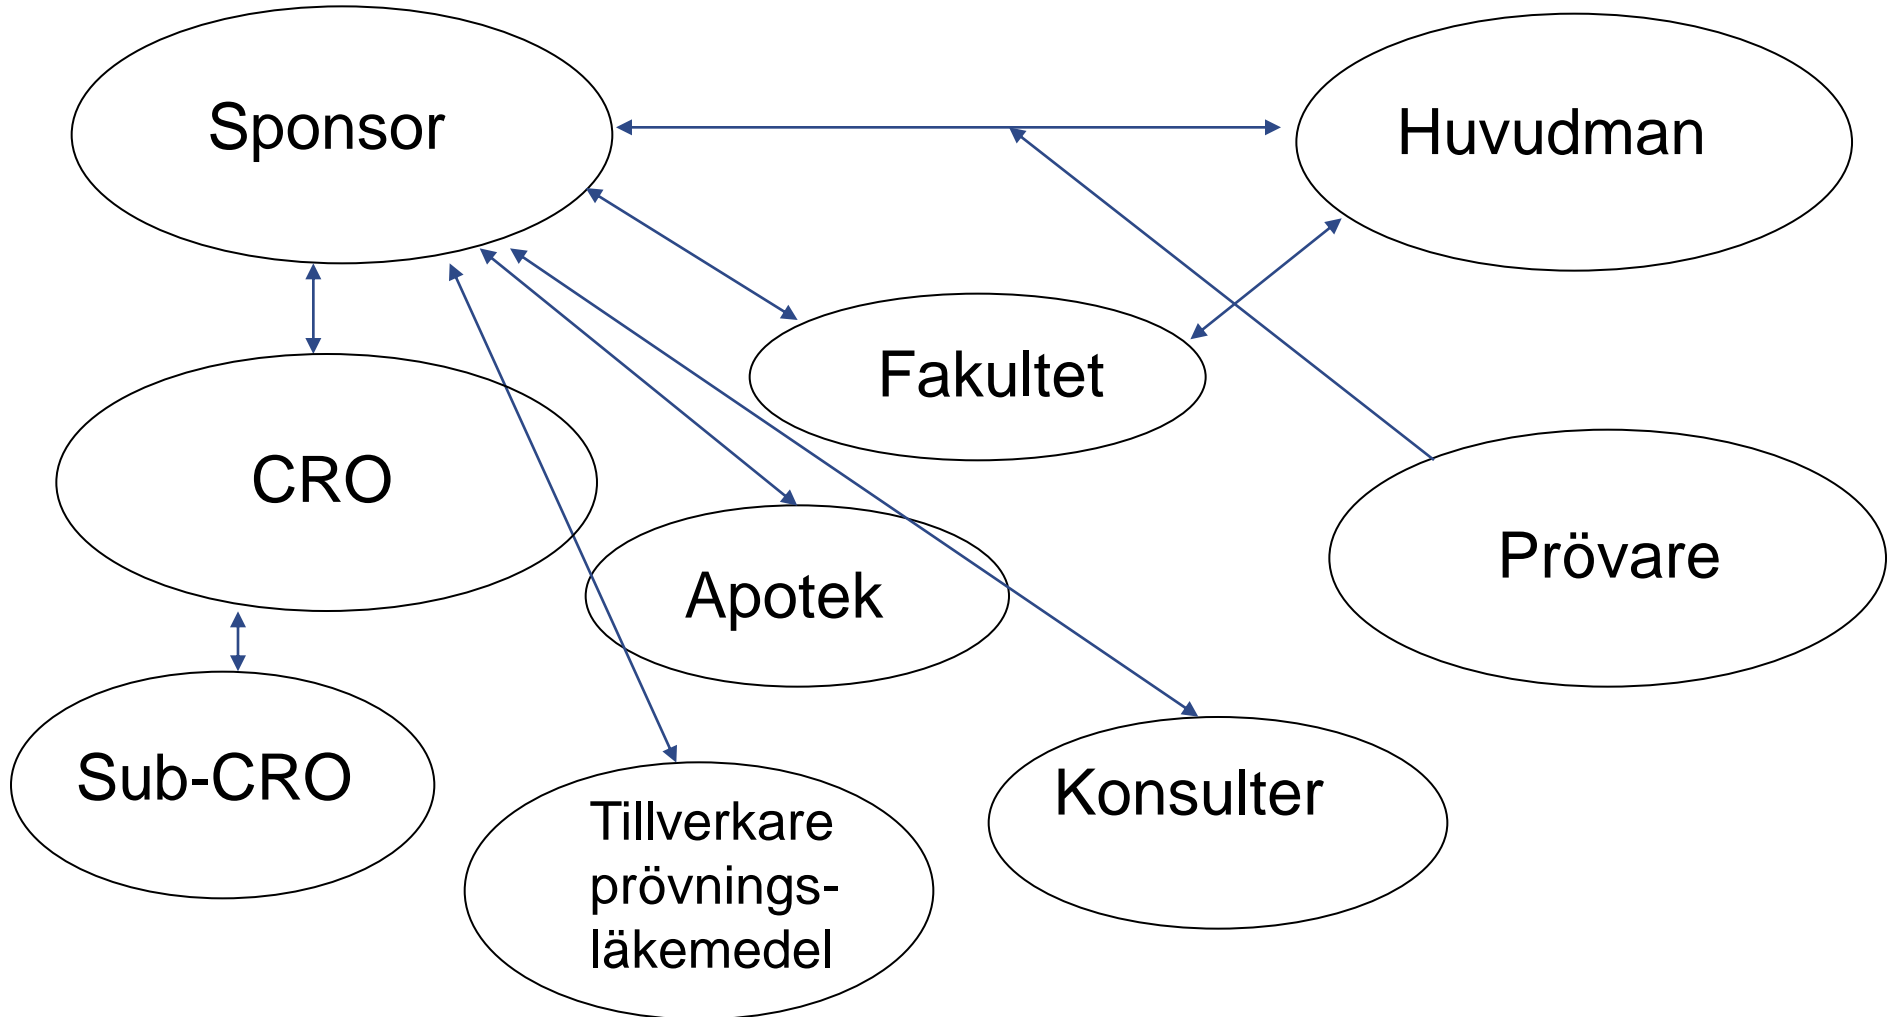 Sponsor
Huvudman
Fakultet
CRO
Prövare
Apotek
Sub-CRO
Konsulter
Tillverkare
prövnings-
läkemedel